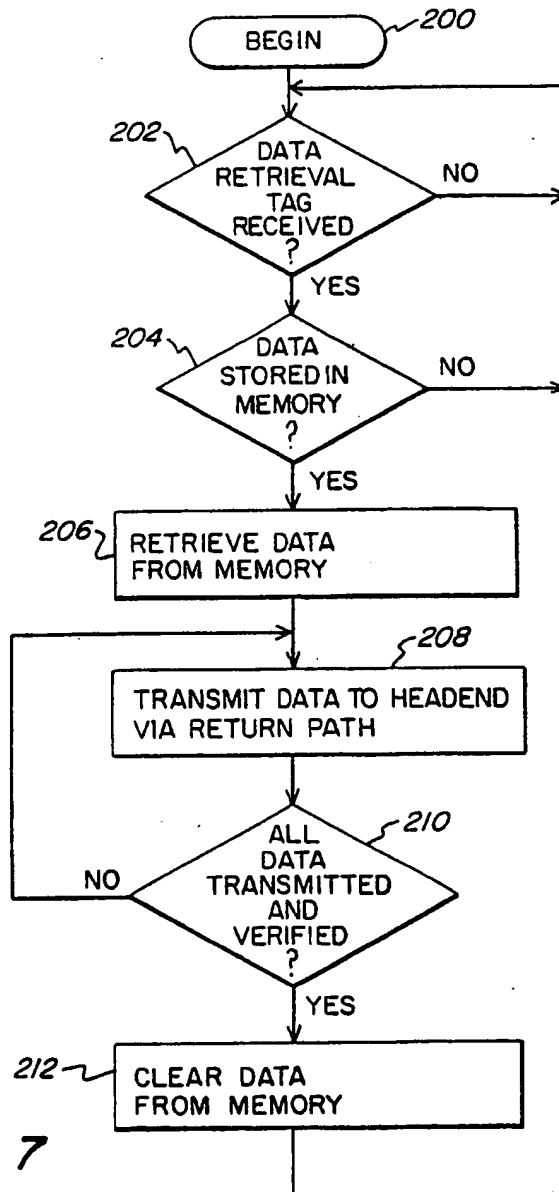 BEGIN
200
202
DATA
RETRIEVAL
TAG
RECEIVED
?
NO
YES
204
DATA
STORED IN
MEMORY
?
NO
YES
206
RETRIEVE DATA
FROM MEMORY
208
TRANSMIT DATA TO HEADEND
VIA RETURN PATH
210
ALL
DATA
TRANSMITTED
AND
VERIFIED
?
NO
YES
212
CLEAR DATA
FROM MEMORY
7